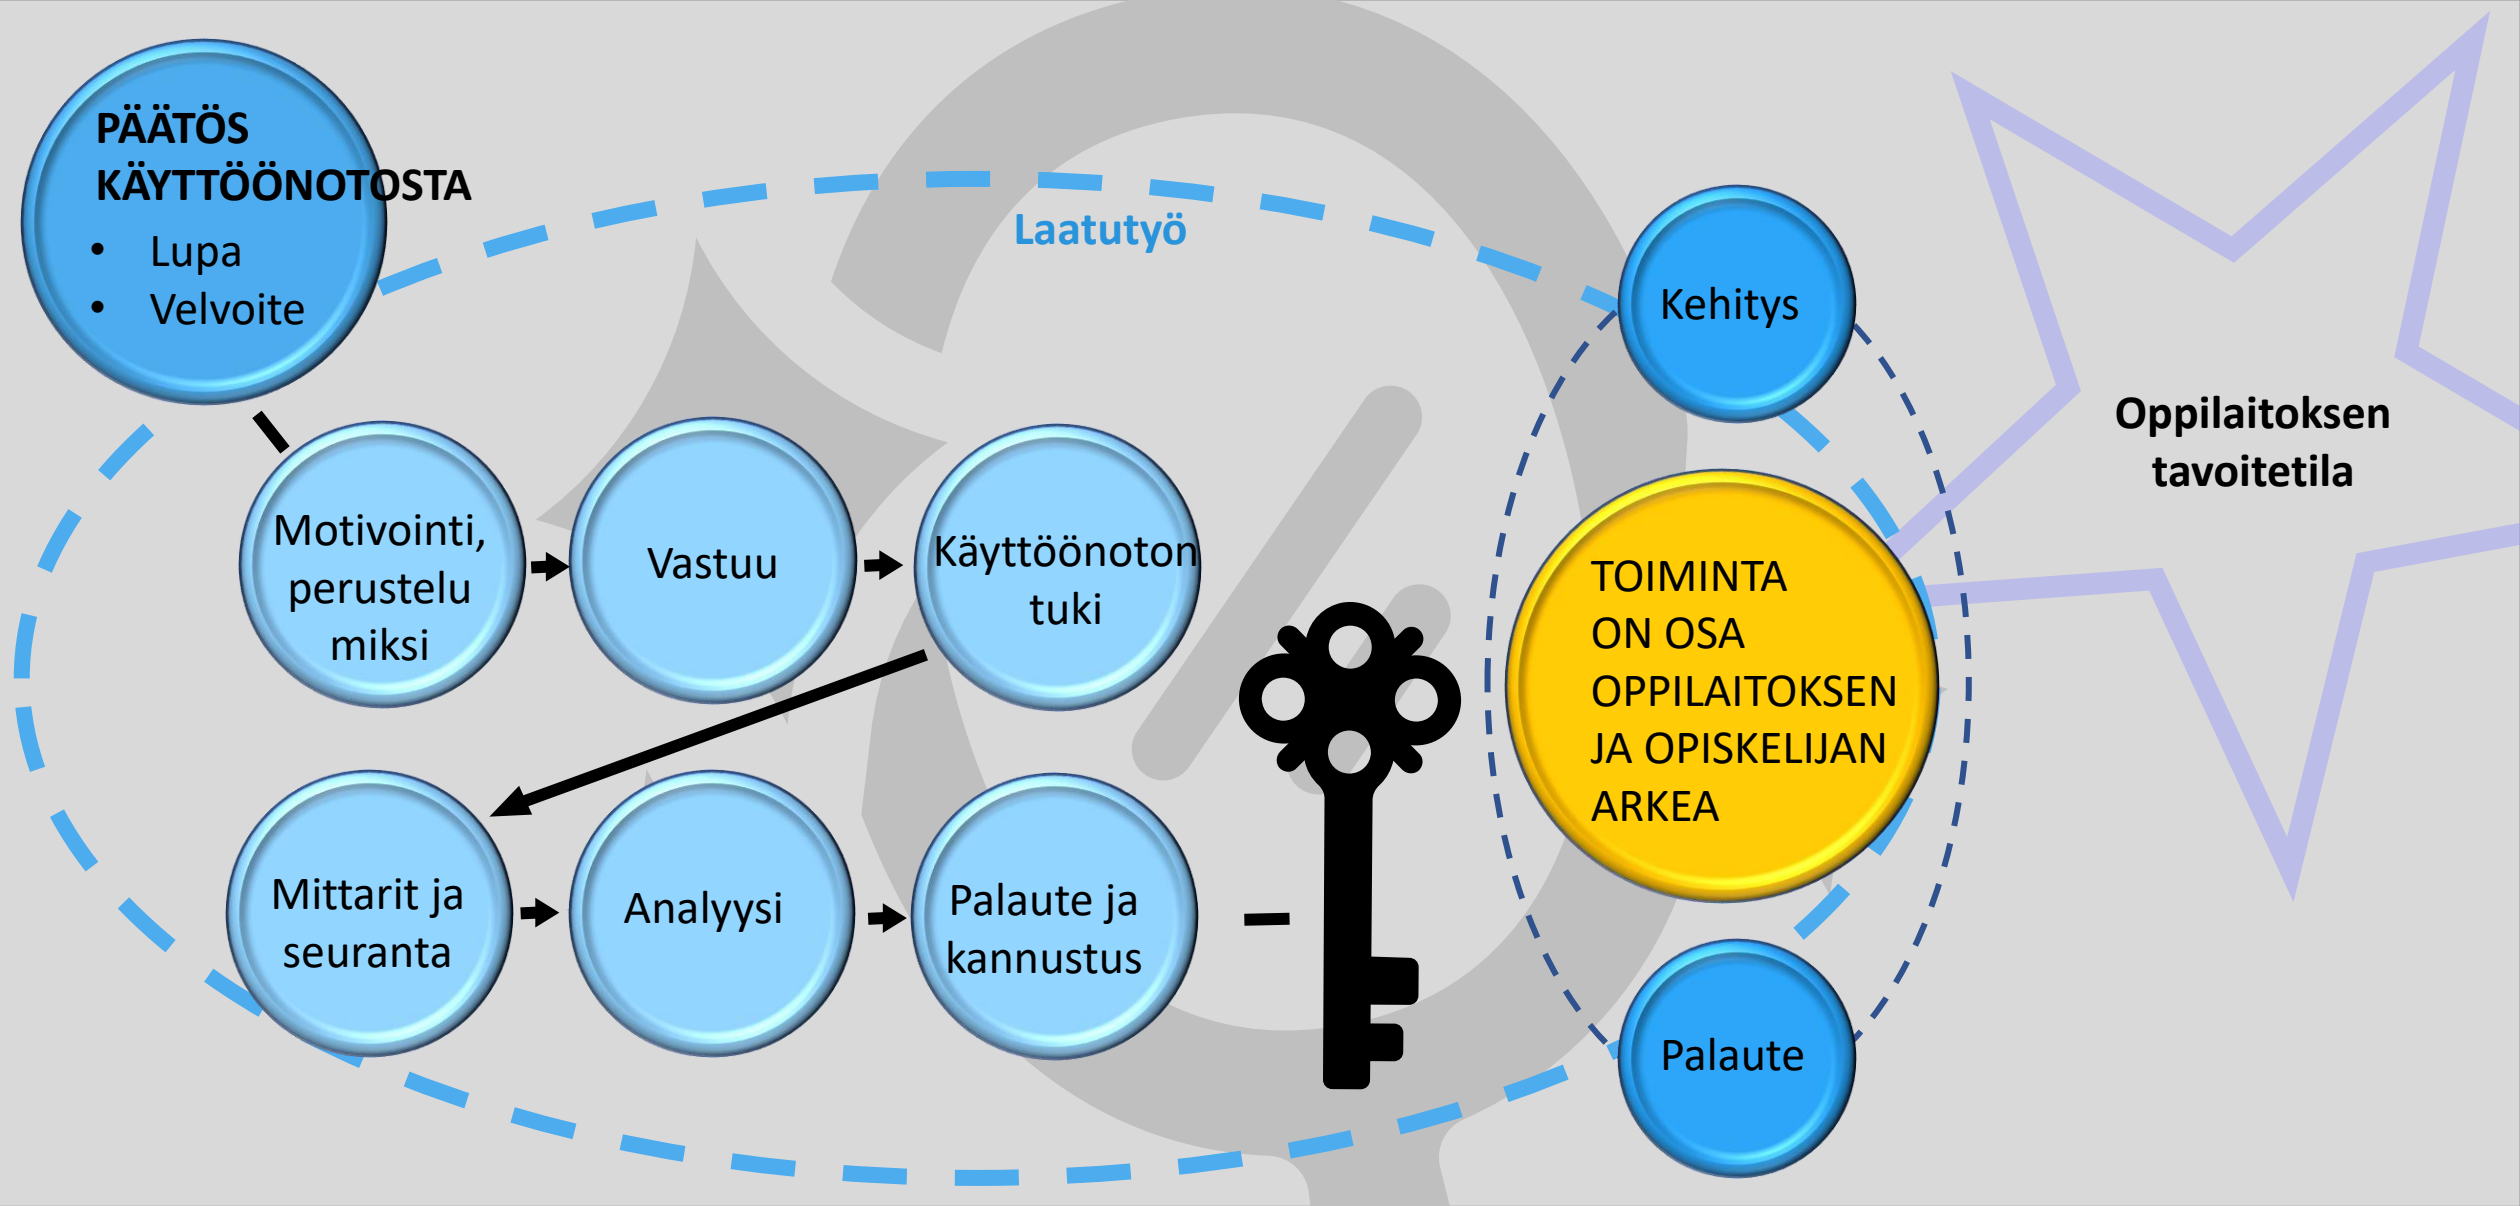 PÄÄTÖS
KÄYTTÖÖNOTOSTA
• Lupa
• Velvoite
Laatutyö
Kehitys
Oppilaitoksen
tavoitetila
Motivointi,
perustelu
miksi
Vastuu
Käyttöönoton
tuki
TOIMINTA
ON OSA
OPPILAITOKSEN
JA OPISKELIJAN
ARKEA
Mittarit ja
seuranta
Analyysi
Palaute ja
kannustus
Palaute